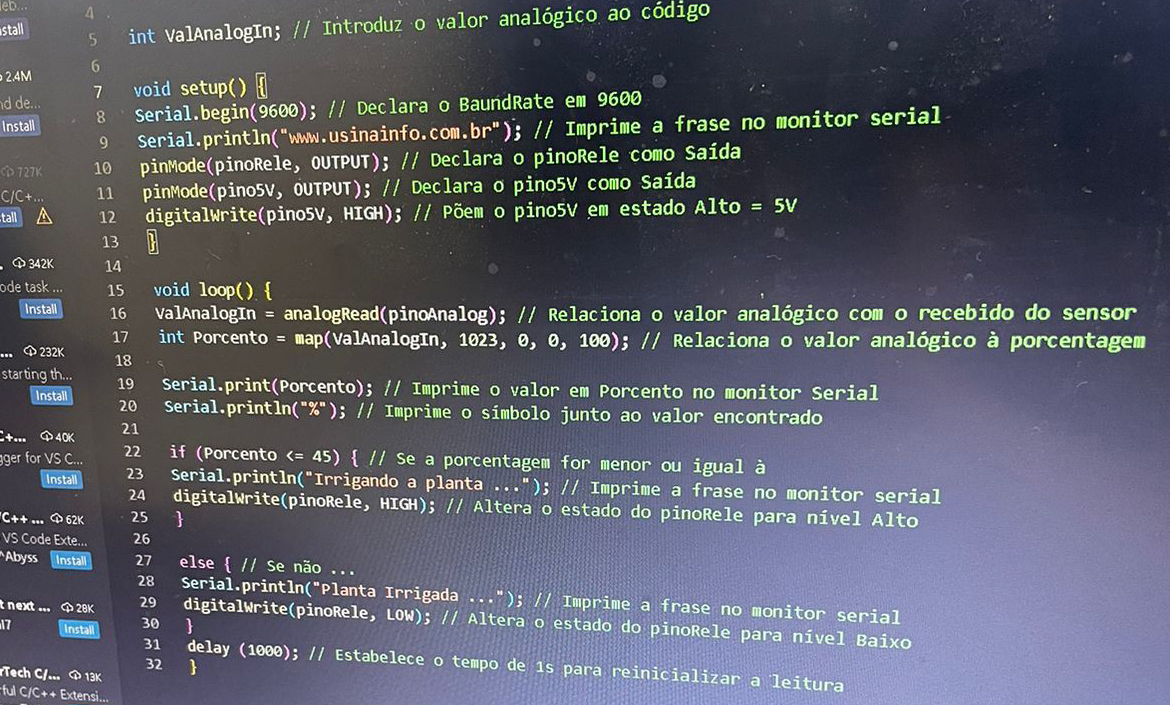 stall
2.4M
nd de...
Install
727K
C/C+...
tall
342K
ode task ...
Install
232K
starting th...
Install
C+...
40K
gger for VS C...
Install
/C++ ...
62K
VS Code Exte...
^Abyss
Install
t next ...
28K
Install
rTech C/...
13K
rful C/C++ Extensi...
4
5 int ValAnalogIn; // Introduz o valor analógico ao código
6
7 void setup() {
8 Serial.begin(9600); // Declara o BaundRate em 9600
9 Serial.println("www.usinainfo.com.br"); // Imprime a frase no monitor serial
10 pinMode(pinoRele, OUTPUT); // Declara o pinoRele como Saída
11 pinMode(pino5V, OUTPUT); // Declara o pino5V como Saída
12 digitalWrite(pino5V, HIGH); // Põem o pino5V em estado Alto = 5V
13 }
14
15 void loop() {
16 ValAnalogIn = analogRead(pinoAnalog); // Relaciona o valor analógico com o recebido do sensor
17 int Porcento = map(ValAnalogIn, 1023, 0, 0, 100); // Relaciona o valor analógico à porcentagem
18
19 Serial.print(Porcento); // Imprime o valor em Porcento no monitor Serial
20 Serial.println("%"); // Imprime o símbolo junto ao valor encontrado
21
22 if (Porcento <= 45) { // Se a porcentagem for menor ou igual à
23 Serial.println("Irrigando a planta ..."); // Imprime a frase no monitor serial
24 digitalWrite(pinoRele, HIGH); // Altera o estado do pinoRele para nível Alto
25 }
26
27 else { // Se não ...
28 Serial.println("Planta Irrigada ..."); // Imprime a frase no monitor serial
29 digitalWrite(pinoRele, LOW); // Altera o estado do pinoRele para nível Baixo
30 }
31 delay (1000); // Estabelece o tempo de 1s para reinicializar a leitura
32 }